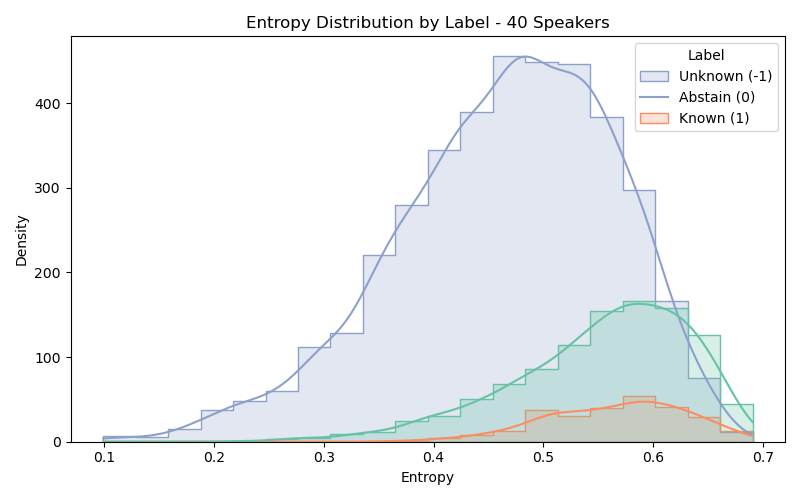 Entropy Distribution by Label - 40 Speakers
Label
Unknown (-1)
Abstain (0)
Known (1)
Density
400
300
200
100
0
0.1 0.2 0.3 0.4 0.5 0.6 0.7
Entropy